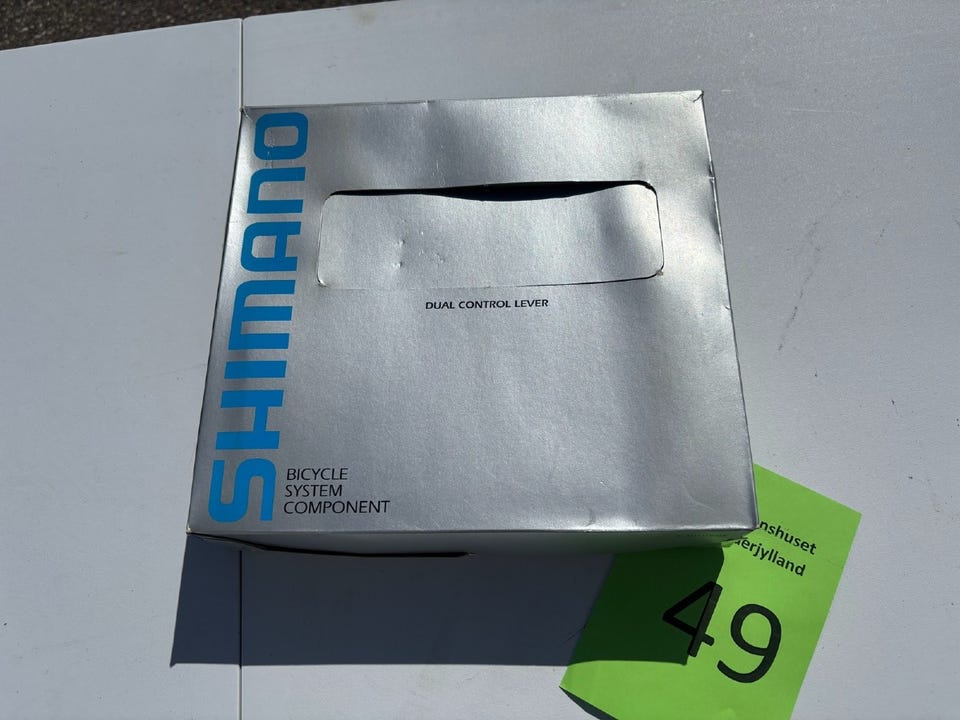 SHIMANO
DUAL CONTROL LEVER
BICYCLE
SYSTEM
COMPONENT
49